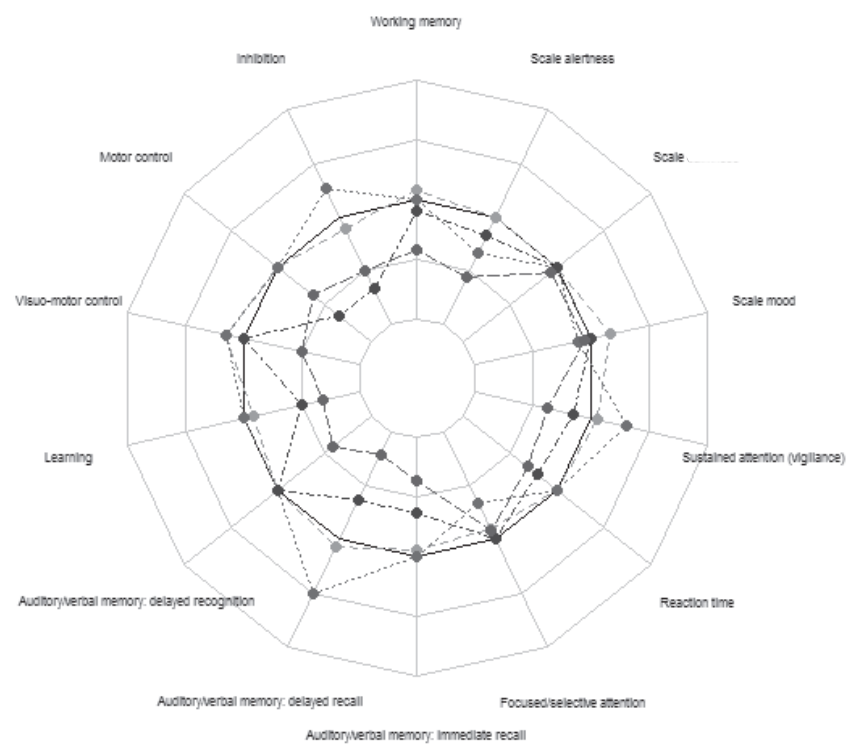 Working memory
Inhibition
Scale alertness
Motor control
Scale
Visuo-motor control
Scale mood
Learning
Sustained attention (vigilance)
Auditory/verbal memory: delayed recognition
Reaction time
Auditory/verbal memory: delayed recall
Focused/selective attention
Auditory/verbal memory: immediate recall